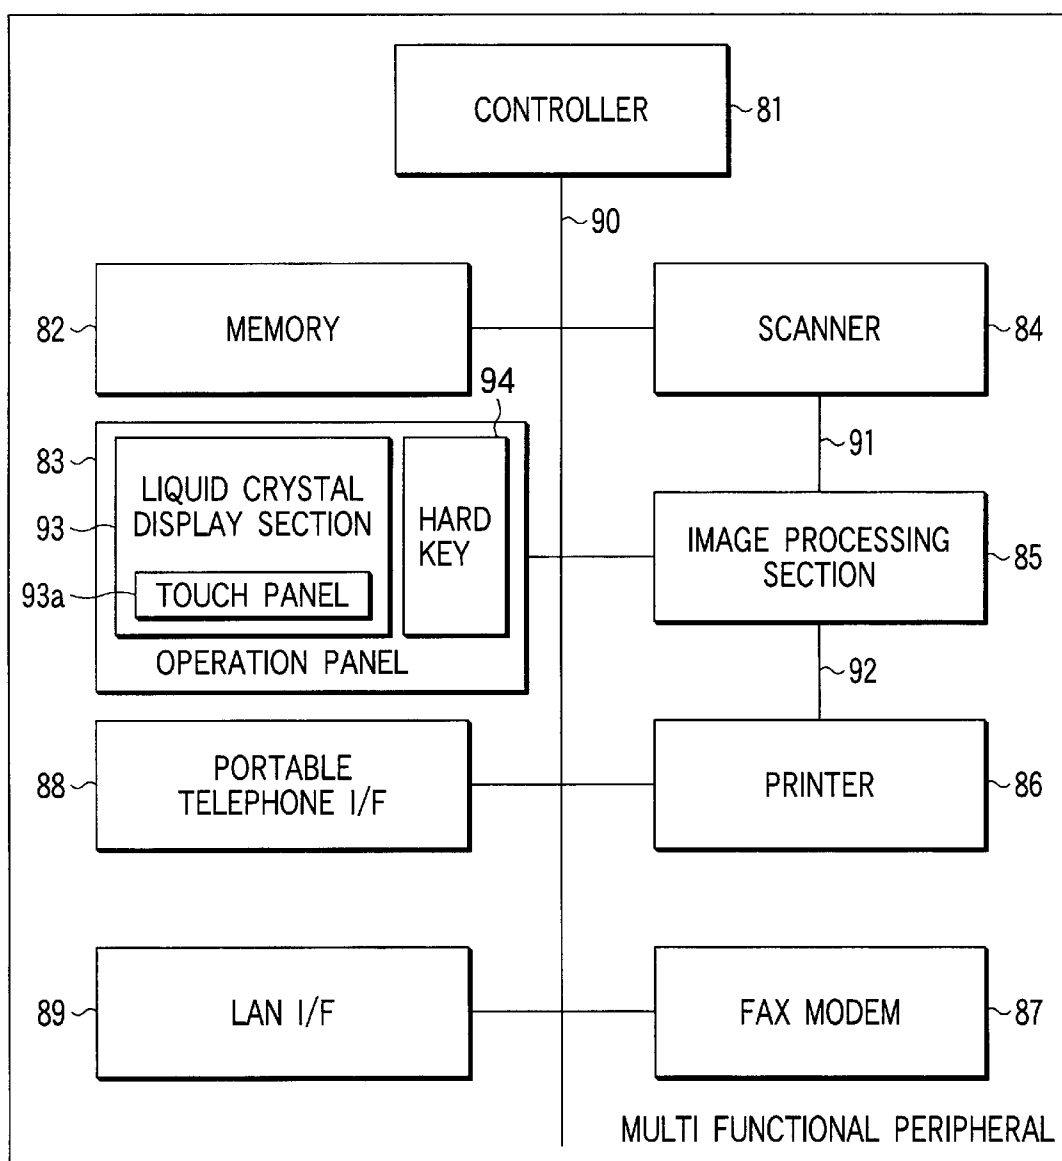 CONTROLLER
81
90
82
MEMORY
SCANNER
84
94
91
83
93
LIQUID CRYSTAL
DISPLAY SECTION
HARD
KEY
93a
TOUCH PANEL
OPERATION PANEL
IMAGE PROCESSING
SECTION
85
92
88
PORTABLE
TELEPHONE I/F
PRINTER
86
89
LAN I/F
FAX MODEM
87
MULTI FUNCTIONAL PERIPHERAL